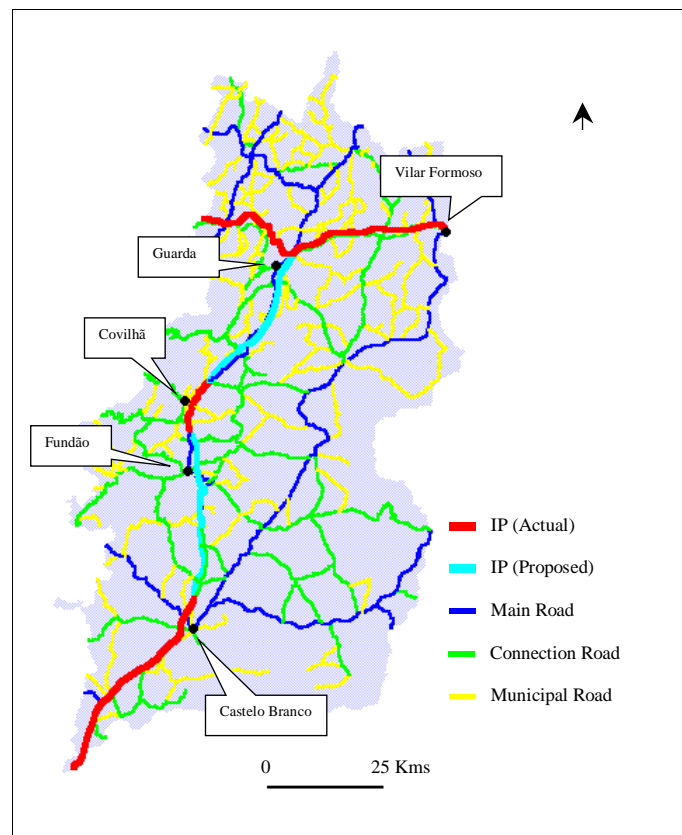 Vilar Formoso
Guarda
Covilhã
Fundão
IP (Actual)
IP (Proposed)
Main Road
Connection Road
Municipal Road
Castelo Branco
0 25 Kms